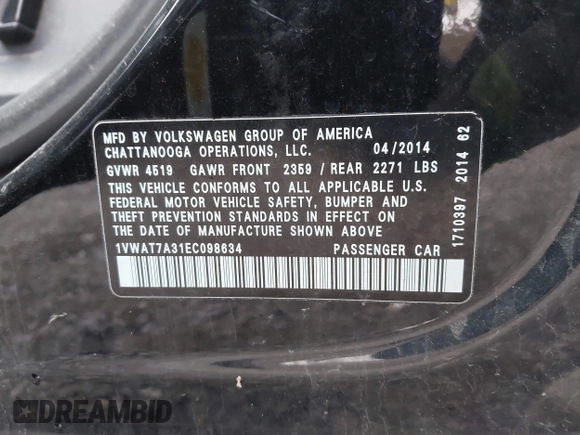 MFD BY VOLKSWAGEN GROUP OF AMERICA
CHATTANOOGA OPERATIONS, LLC. 04/2014
GVWR 4519 GAWR FRONT 2359 / REAR 2271 LBS
THIS VEHICLE CONFORMS TO ALL APPLICABLE U.S.
FEDERAL MOTOR VEHICLE SAFETY, BUMPER AND
THEFT PREVENTION STANDARDS IN EFFECT ON
THE DATE OF MANUFACTURE SHOWN ABOVE
1VWAT7A31EC098634 PASSENGER CAR
1710397 2014 62
DREAMBID